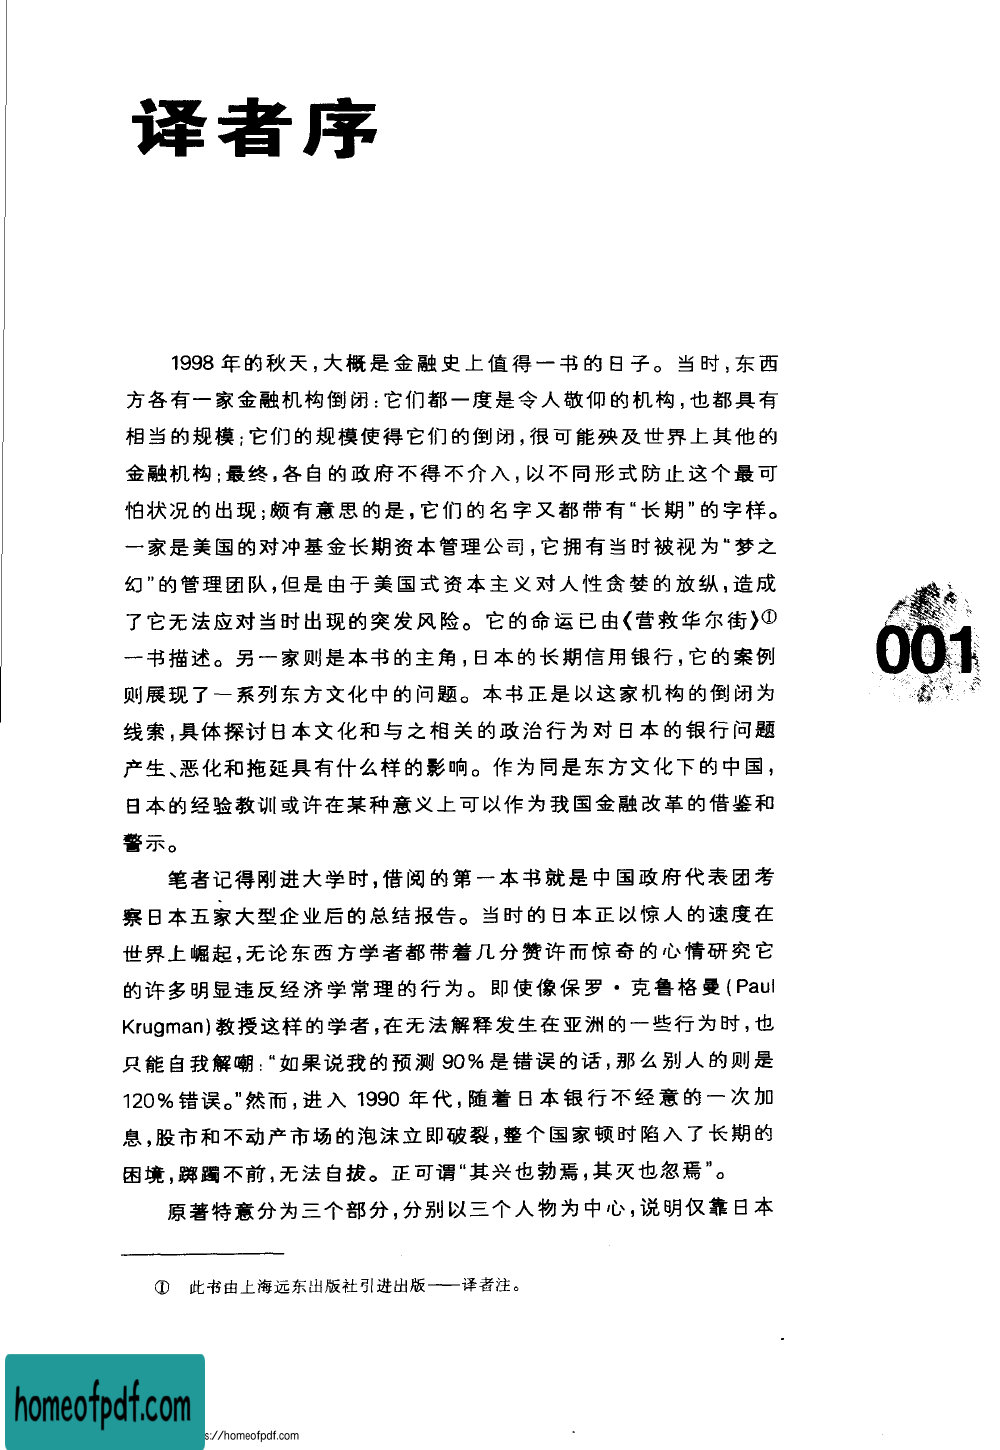 译者序
1998 年的秋天,大概是金融史上值得一书的日子。当时,东西
方各有一家金融机构倒闭:它们都一度是令人敬仰的机构,也都具有
相当的规模;它们的规模使得它们的倒闭,很可能殃及世界上其他的
金融机构;最终,各自的政府不得不介入,以不同形式防止这个最可
怕状况的出现;颇有意思的是,它们的名字又都带有“长期”的字样。
一家是美国的对冲基金长期资本管理公司,它拥有当时被视为“梦之
幻”的管理团队,但是由于美国式资本主义对人性贪婪的放纵,造成
了它无法应对当时出现的突发风险。它的命运已由《营救华尔街》①
一书描述。另一家则是本书的主角,日本的长期信用银行,它的案例
则展现了一系列东方文化中的问题。本书正是以这家机构的倒闭为
线索,具体探讨日本文化和与之相关的政治行为对日本的银行问题
产生、恶化和拖延具有什么样的影响。作为同是东方文化下的中国,
日本的经验教训或许在某种意义上可以作为我国金融改革的借鉴和
警示。
笔者记得刚进大学时,借阅的第一本书就是中国政府代表团考
察日本五家大型企业后的总结报告。当时的日本正以惊人的速度在
世界上崛起,无论东西方学者都带着几分赞许而惊奇的心情研究它
的许多明显违反经济学常理的行为。即使像保罗·克鲁格曼(Paul
Krugman)教授这样的学者,在无法解释发生在亚洲的一些行为时,也
只能自我解嘲:“如果说我的预测 90%是错误的话,那么别人的则是
120%错误。”然而,进入 1990 年代,随着日本银行不经意的一次加
息,股市和不动产市场的泡沫立即破裂,整个国家顿时陷入了长期的
困境,踯躅不前,无法自拔。正可谓“其兴也勃焉,其灭也忽焉”。
原著特意分为三个部分,分别以三个人物为中心,说明仅靠日本
001
① 此书由上海远东出版社引进出版——译者注。
homeofpdf.com
s://homeofpdf.com